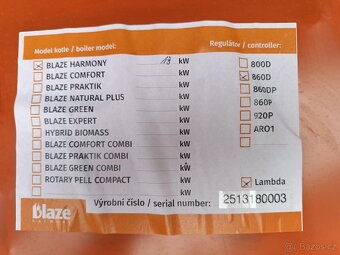 Model kotle / boiler model:
Regulátor / controller:
BLAZE HARMONY 13 kW
BLAZE COMFORT kW
BLAZE PRAKTIK kW
BLAZE NATURAL PLUS kW
BLAZE GREEN kW
BLAZE EXPERT kW
HYBRID BIOMASS kW
BLAZE COMFORT COMBI kW
BLAZE PRAKTIK COMBI kW
BLAZE GREEN COMBI kW
ROTARY PELL COMPACT kW
kW
800D
860D
860DP
860P
920P
ARO1
Lambda
blaze
HARMONY
Výrobní číslo / serial number: 2513180003